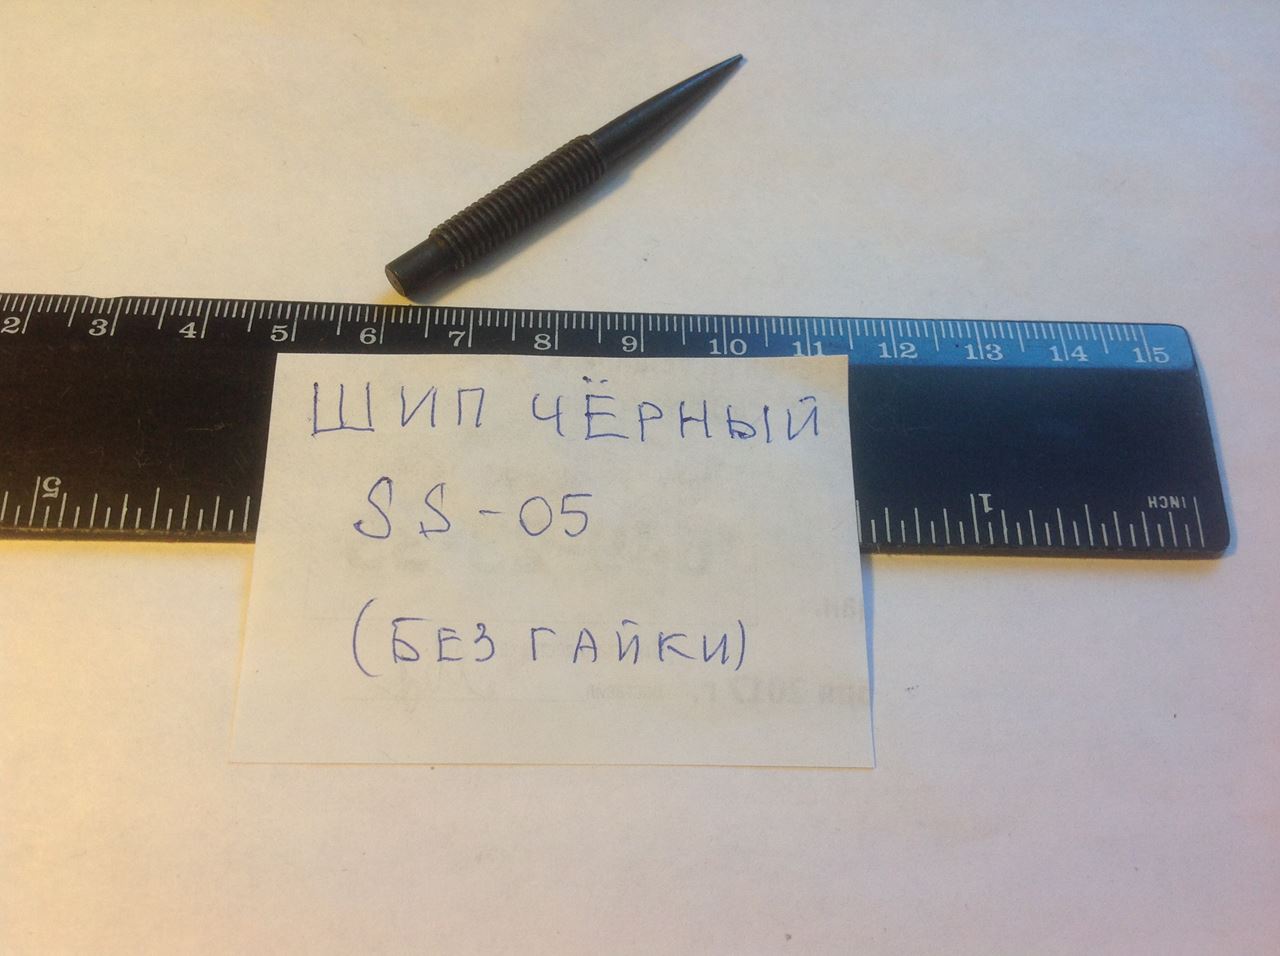 2 3 4 5 6 7 8 9 10 11 12 13 14 15
ШИП ЧЁРНЫЙ
SS-05
(БЕЗ ГАЙКИ)
5 1 INCH